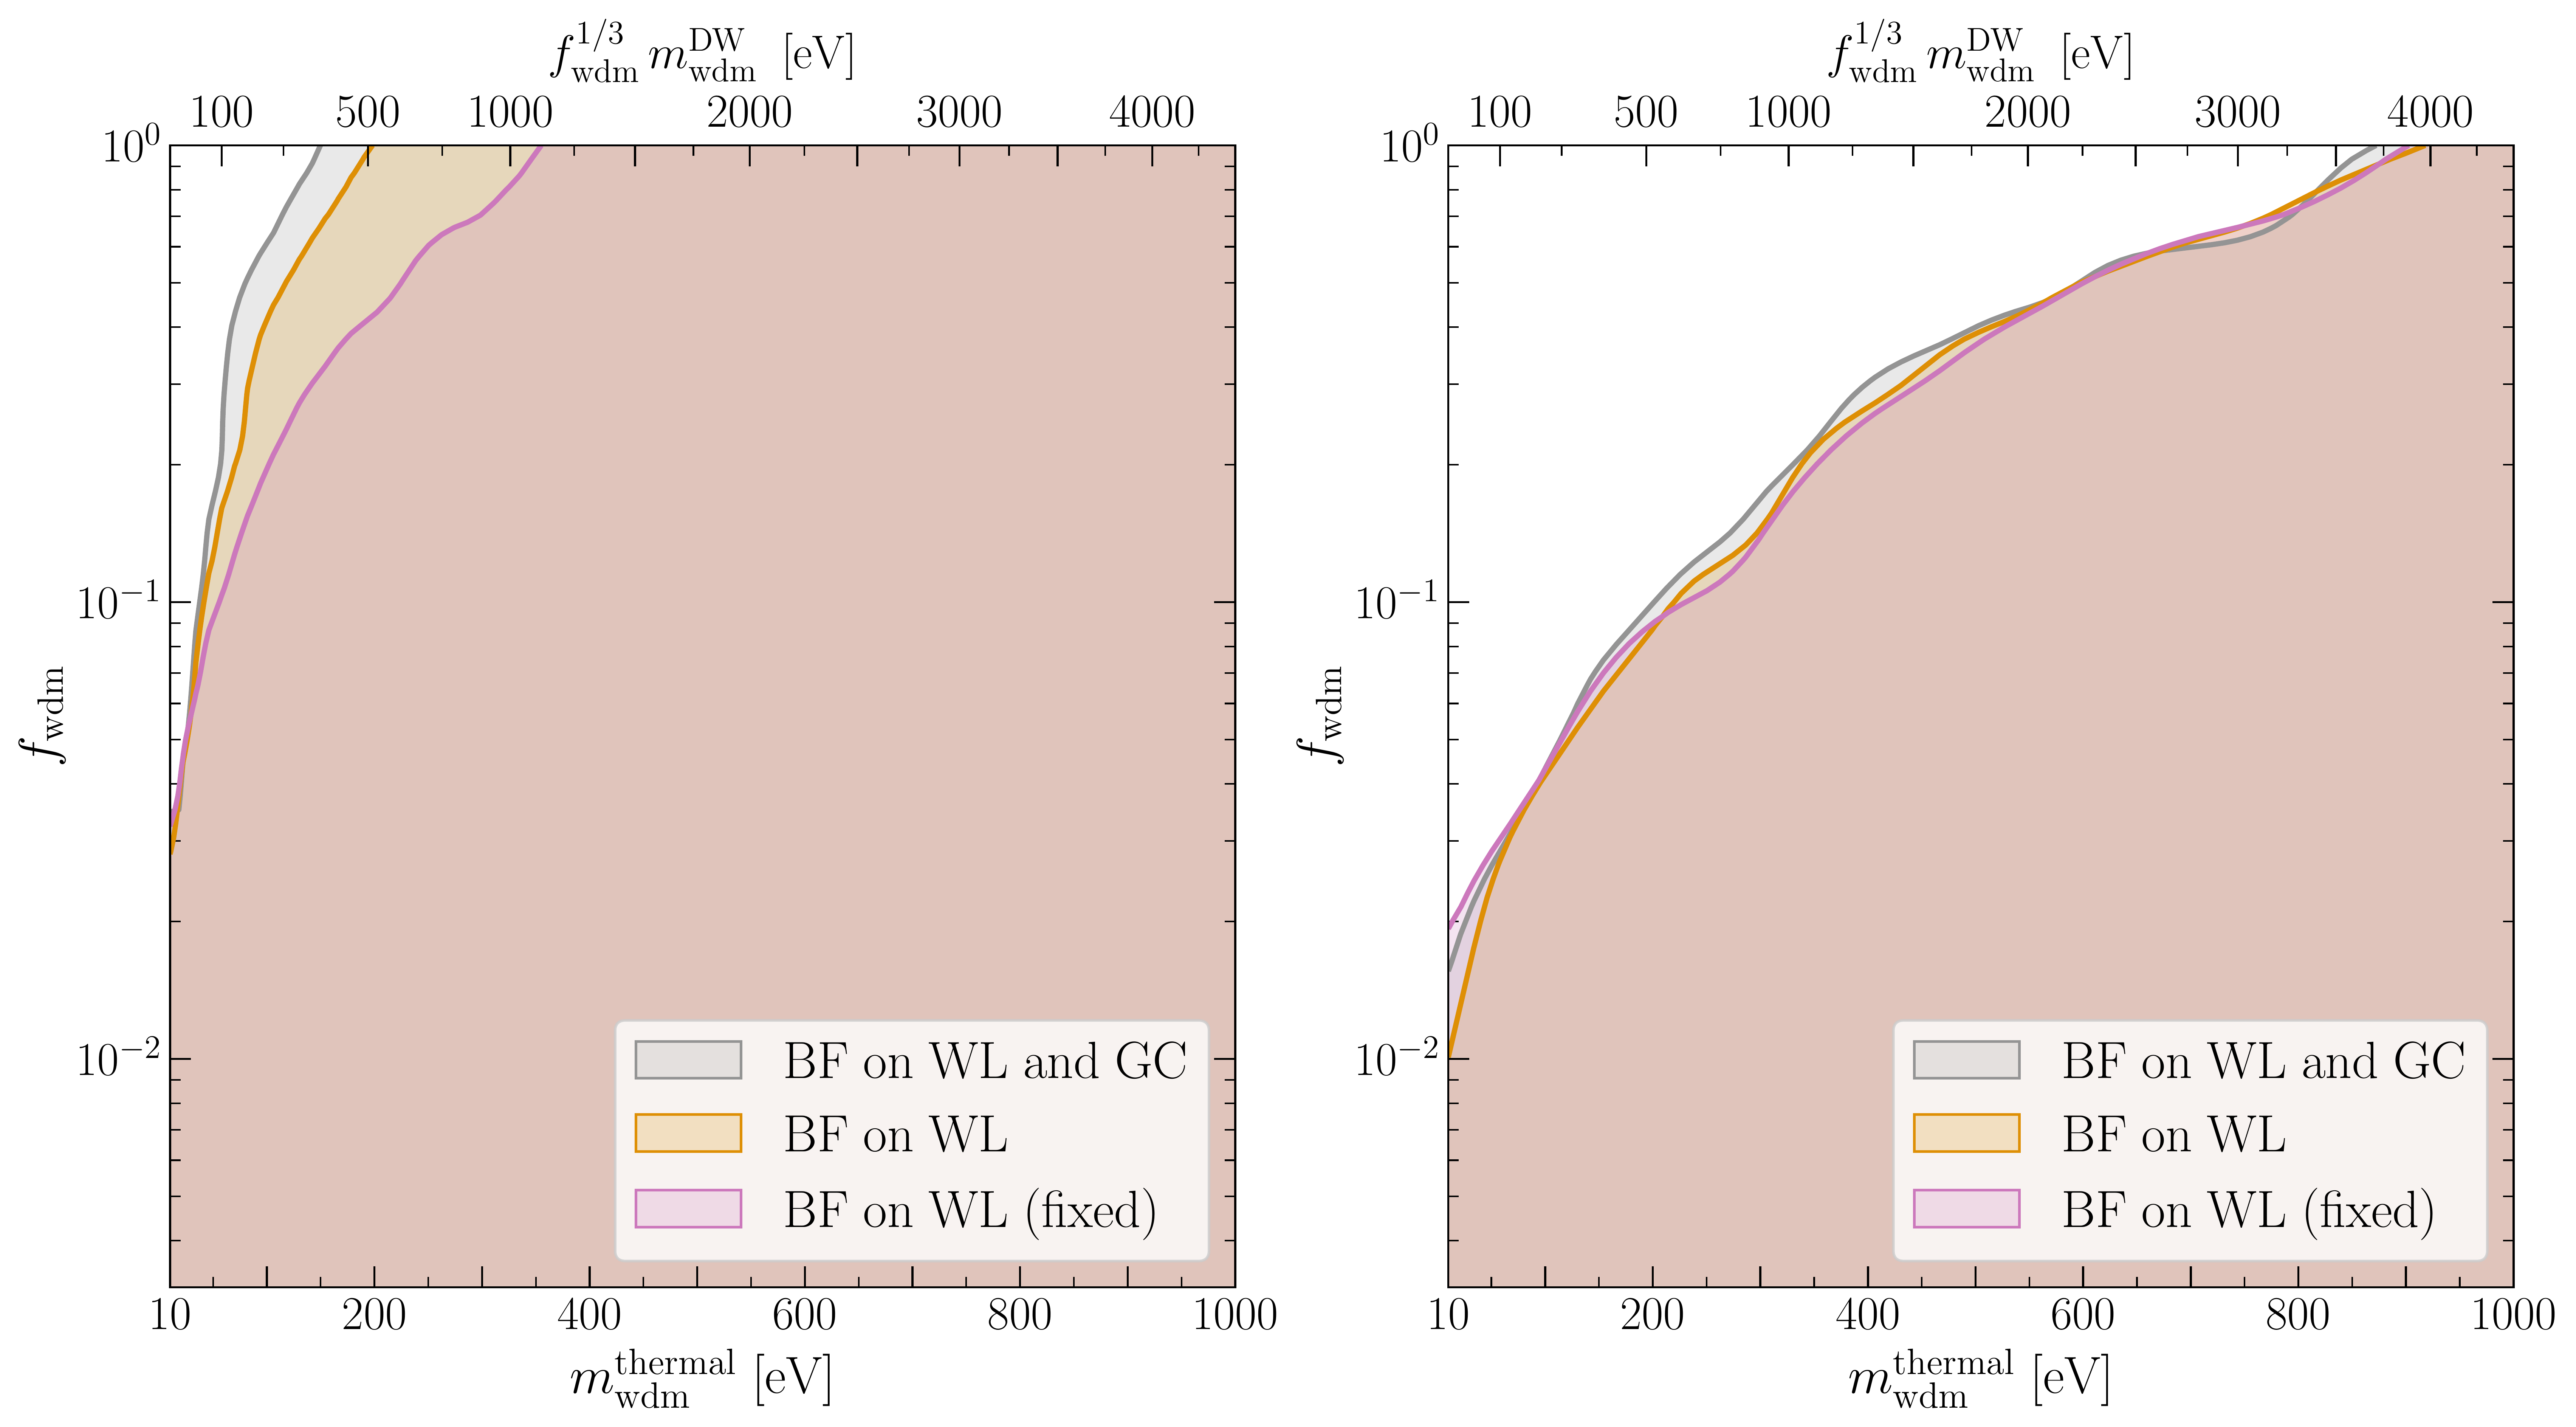 f_wdm^1/3 m_wdm^DW [eV]
100 500 1000 2000 3000 4000
10^0
10^−1
10^−2
f_wdm
BF on WL and GC
BF on WL
BF on WL (fixed)
10 200 400 600 800 1000
m_wdm^thermal [eV]
f_wdm^1/3 m_wdm^DW [eV]
100 500 1000 2000 3000 4000
10^0
10^−1
10^−2
f_wdm
BF on WL and GC
BF on WL
BF on WL (fixed)
10 200 400 600 800 1000
m_wdm^thermal [eV]